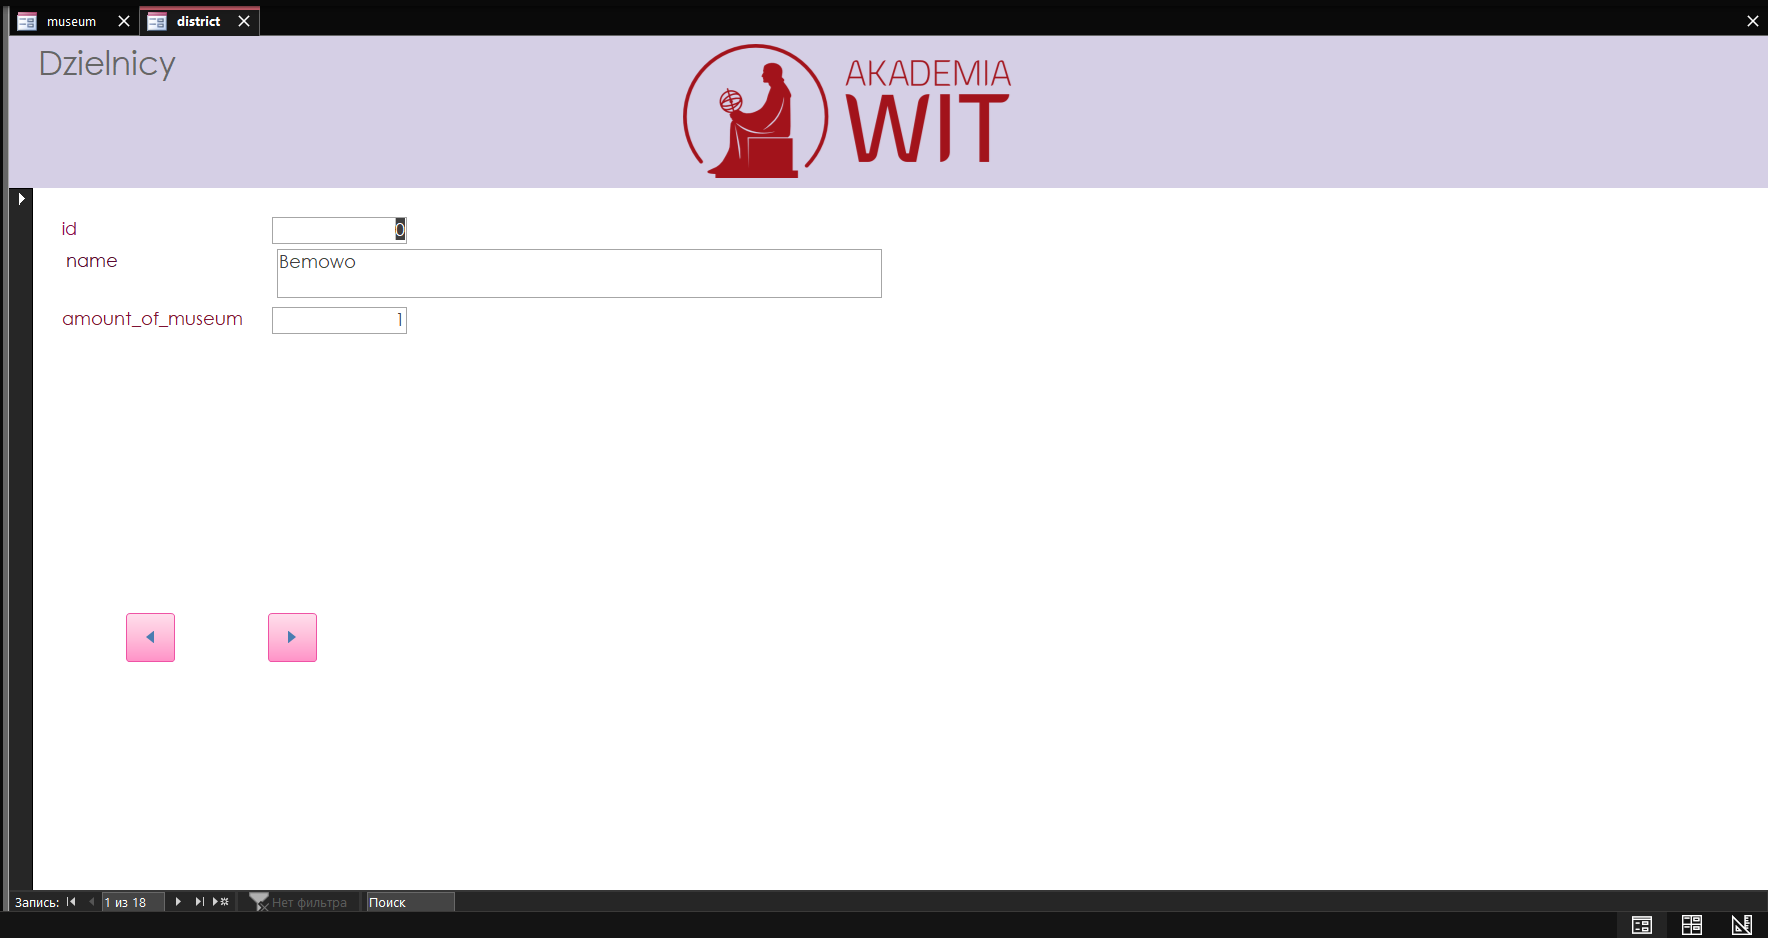 museum
district
Dzielnicy
AKADEMIA
WIT
id
0
name
Bemowo
amount_of_museum
1
Запись:
1 из 18
Нет фильтра
Поиск